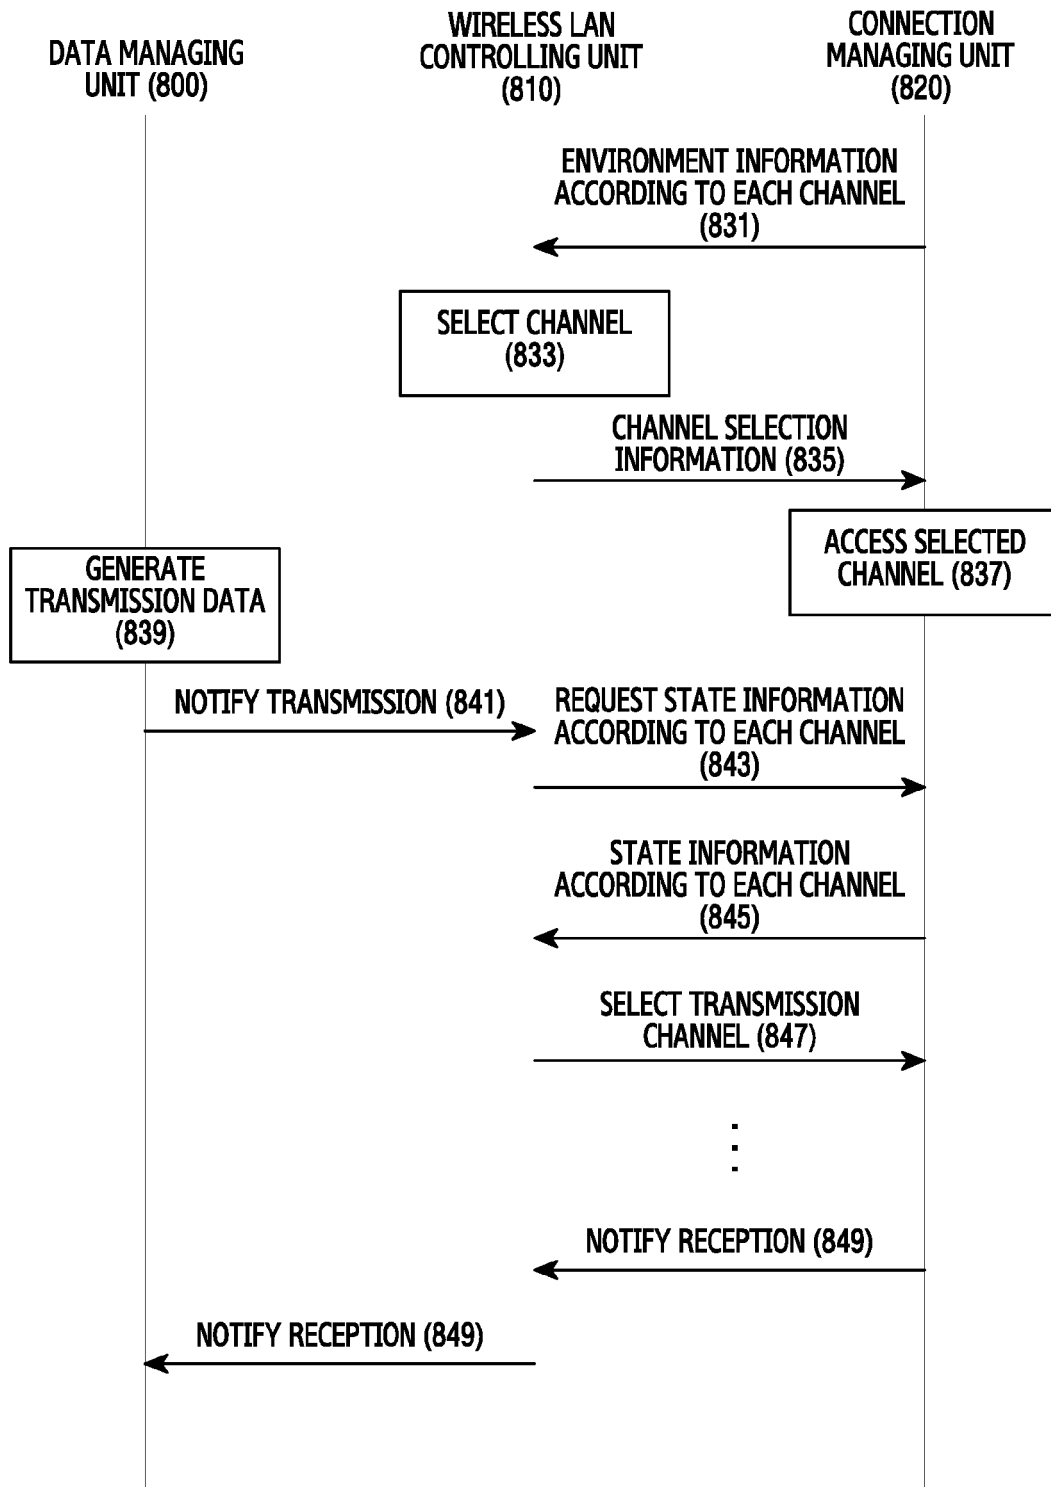 DATA MANAGING
UNIT (800)
WIRELESS LAN
CONTROLLING UNIT
(810)
CONNECTION
MANAGING UNIT
(820)
ENVIRONMENT INFORMATION
ACCORDING TO EACH CHANNEL
(831)
SELECT CHANNEL
(833)
CHANNEL SELECTION
INFORMATION (835)
ACCESS SELECTED
CHANNEL (837)
GENERATE
TRANSMISSION DATA
(839)
NOTIFY TRANSMISSION (841)
REQUEST STATE INFORMATION
ACCORDING TO EACH CHANNEL
(843)
STATE INFORMATION
ACCORDING TO EACH CHANNEL
(845)
SELECT TRANSMISSION
CHANNEL (847)
NOTIFY RECEPTION (849)
NOTIFY RECEPTION (849)